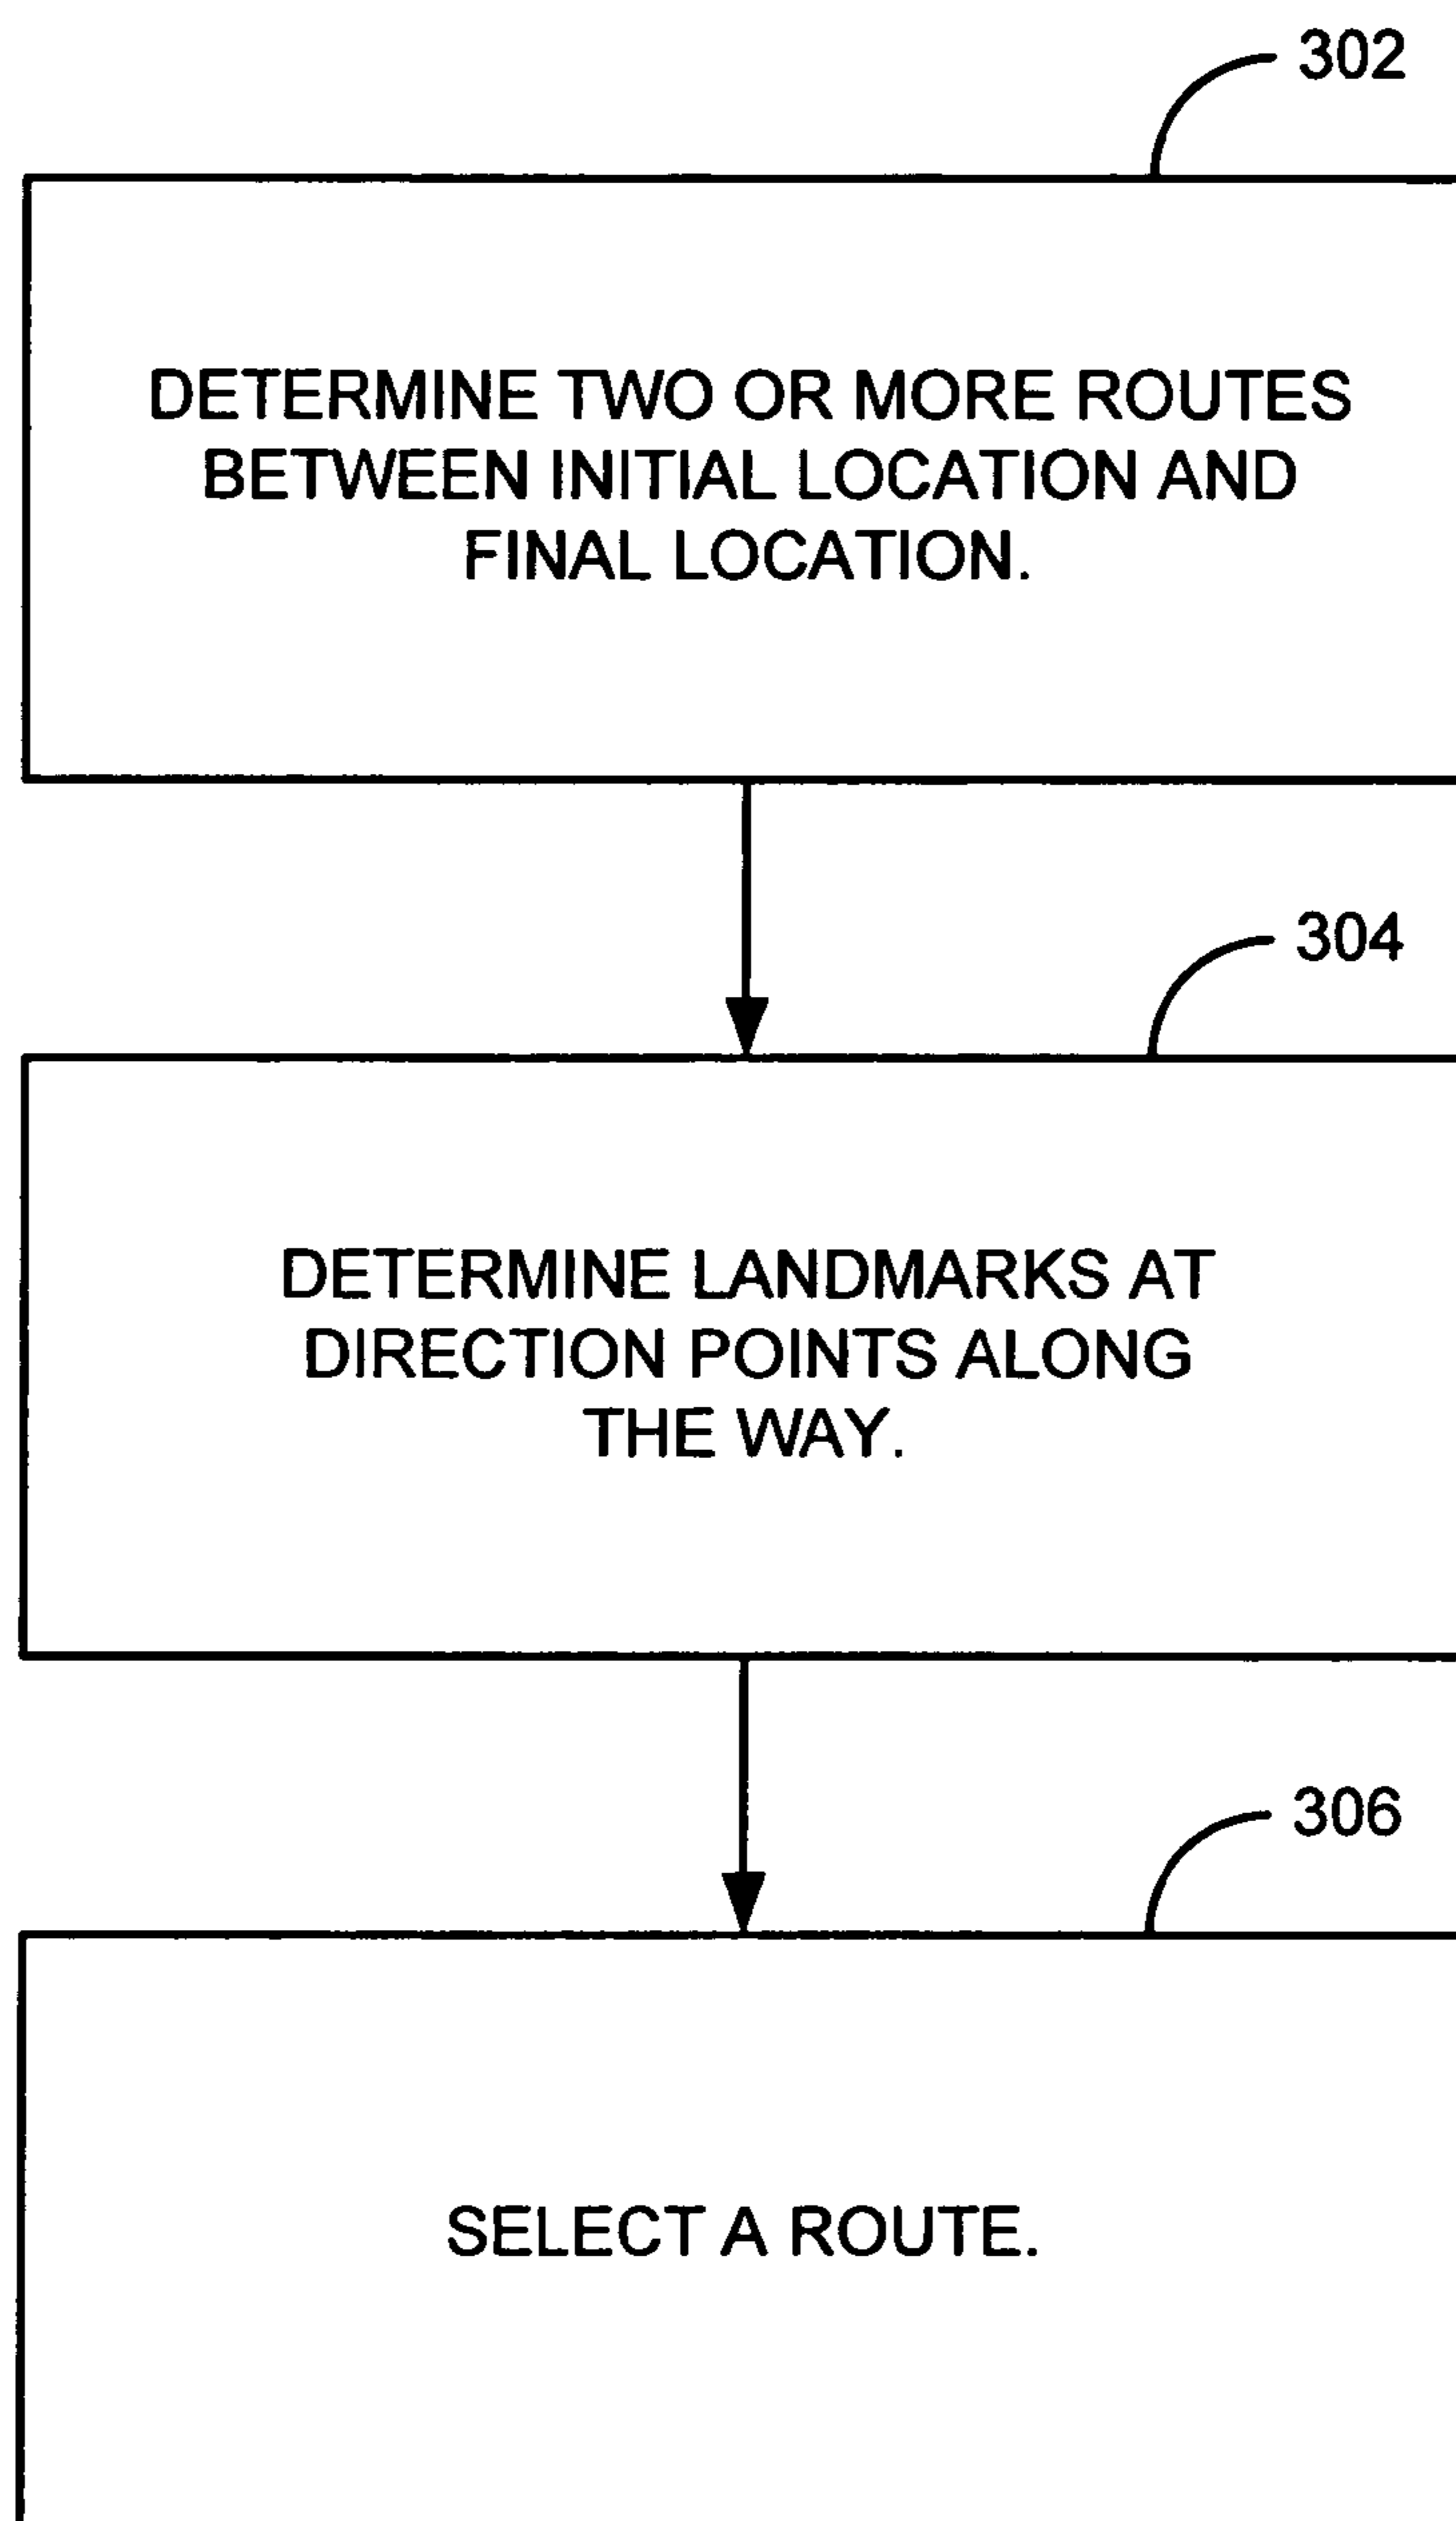 302
DETERMINE TWO OR MORE ROUTES
BETWEEN INITIAL LOCATION AND
FINAL LOCATION.
304
DETERMINE LANDMARKS AT
DIRECTION POINTS ALONG
THE WAY.
306
SELECT A ROUTE.